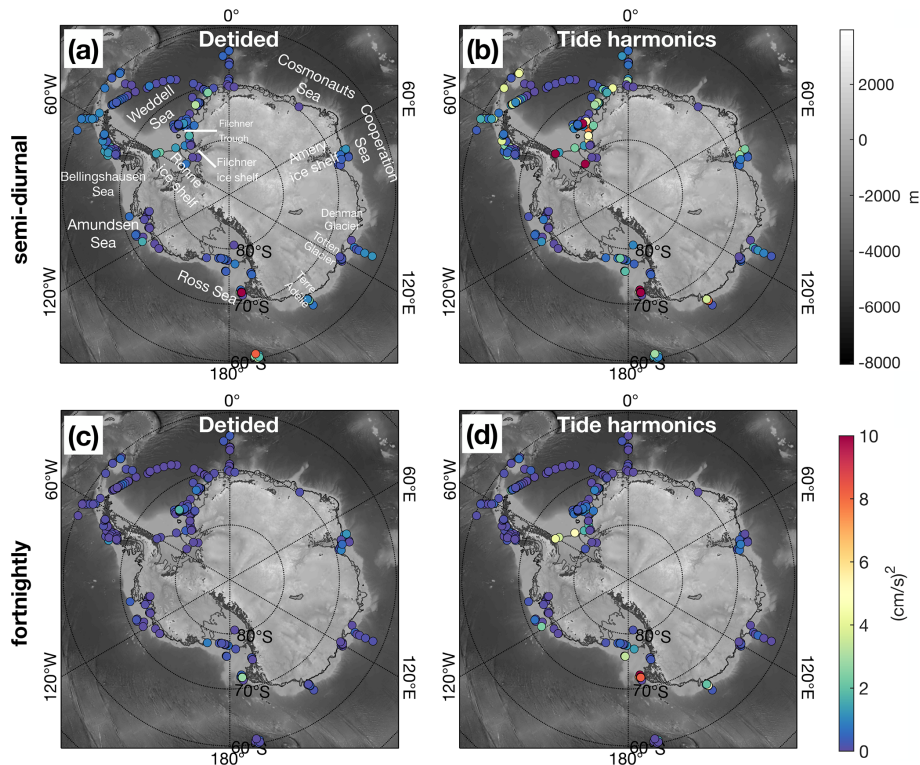 0°
0°
(a)
Detided
(b)
Tide harmonics
Cosmonauts
Sea
60°W
60°E
60°W
60°E
2000
Weddell
Sea
Filchner
Trough
Cooperation
Sea
0
semi-diurnal
Ronne
ice shelf
Filchner
ice shelf
Amery
ice shelf
Bellingshausen
Sea
-2000
m
Amundsen
Sea
Denman
Glacier
Totten
Glacier
-4000
80°S
80°S
120°W
120°E
120°W
120°E
Ross Sea
Terre
Adélie
-6000
70°S
70°S
60°S
60°S
-8000
180°
180°
0°
0°
(c)
Detided
(d)
Tide harmonics
10
60°W
60°E
60°W
60°E
8
fortnightly
6
(cm/s)²
4
80°S
80°S
120°W
120°E
120°W
120°E
2
70°S
70°S
60°S
60°S
0
180°
180°